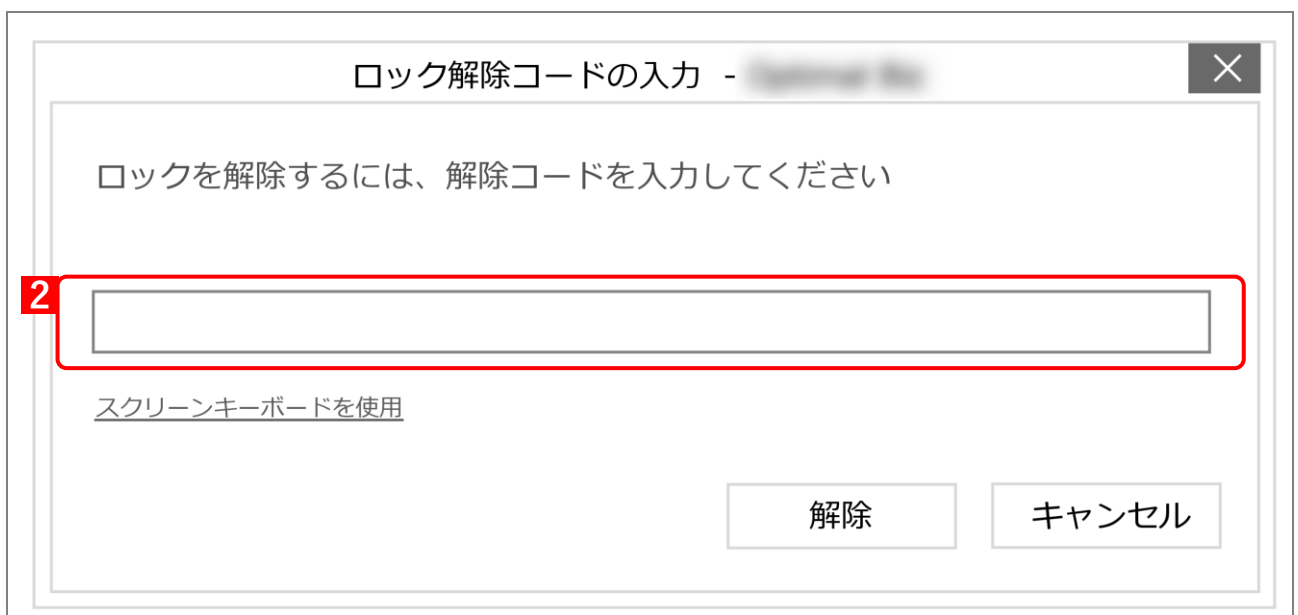 ロック解除コードの入力 -
ロックを解除するには、解除コードを入力してください
2
スクリーンキーボードを使用
解除
キャンセル